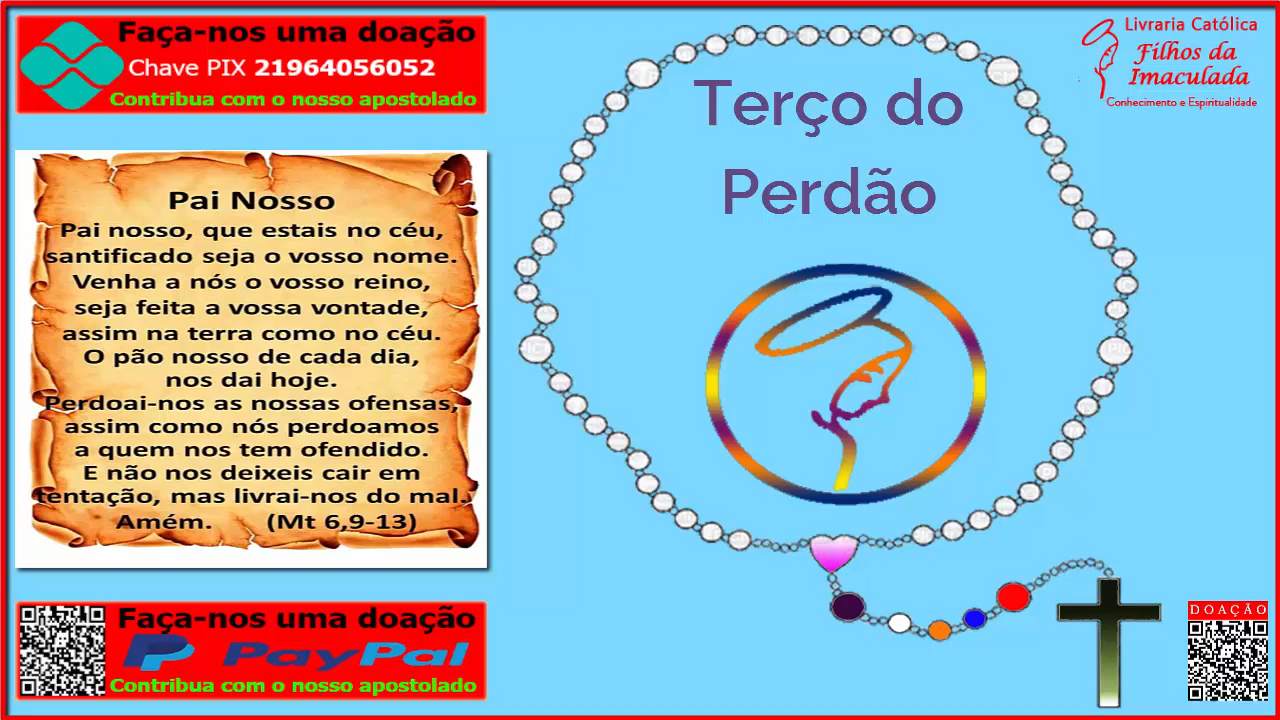 Faça-nos uma doação
Chave PIX 21964056052
Contribua com o nosso apostolado
Livraria Católica
Filhos da
Imaculada
Conhecimento e Espiritualidade
Terço do
Perdão
Pai Nosso
Pai nosso, que estais no céu,
santificado seja o vosso nome.
Venha a nós o vosso reino,
seja feita a vossa vontade,
assim na terra como no céu.
O pão nosso de cada dia,
nos dai hoje.
Perdoai-nos as nossas ofensas,
assim como nós perdoamos
a quem nos tem ofendido.
E não nos deixeis cair em
tentação, mas livrai-nos do mal.
Amém. (Mt 6,9-13)
Faça-nos uma doação
PayPal
Contribua com o nosso apostolado
DOAÇÃO